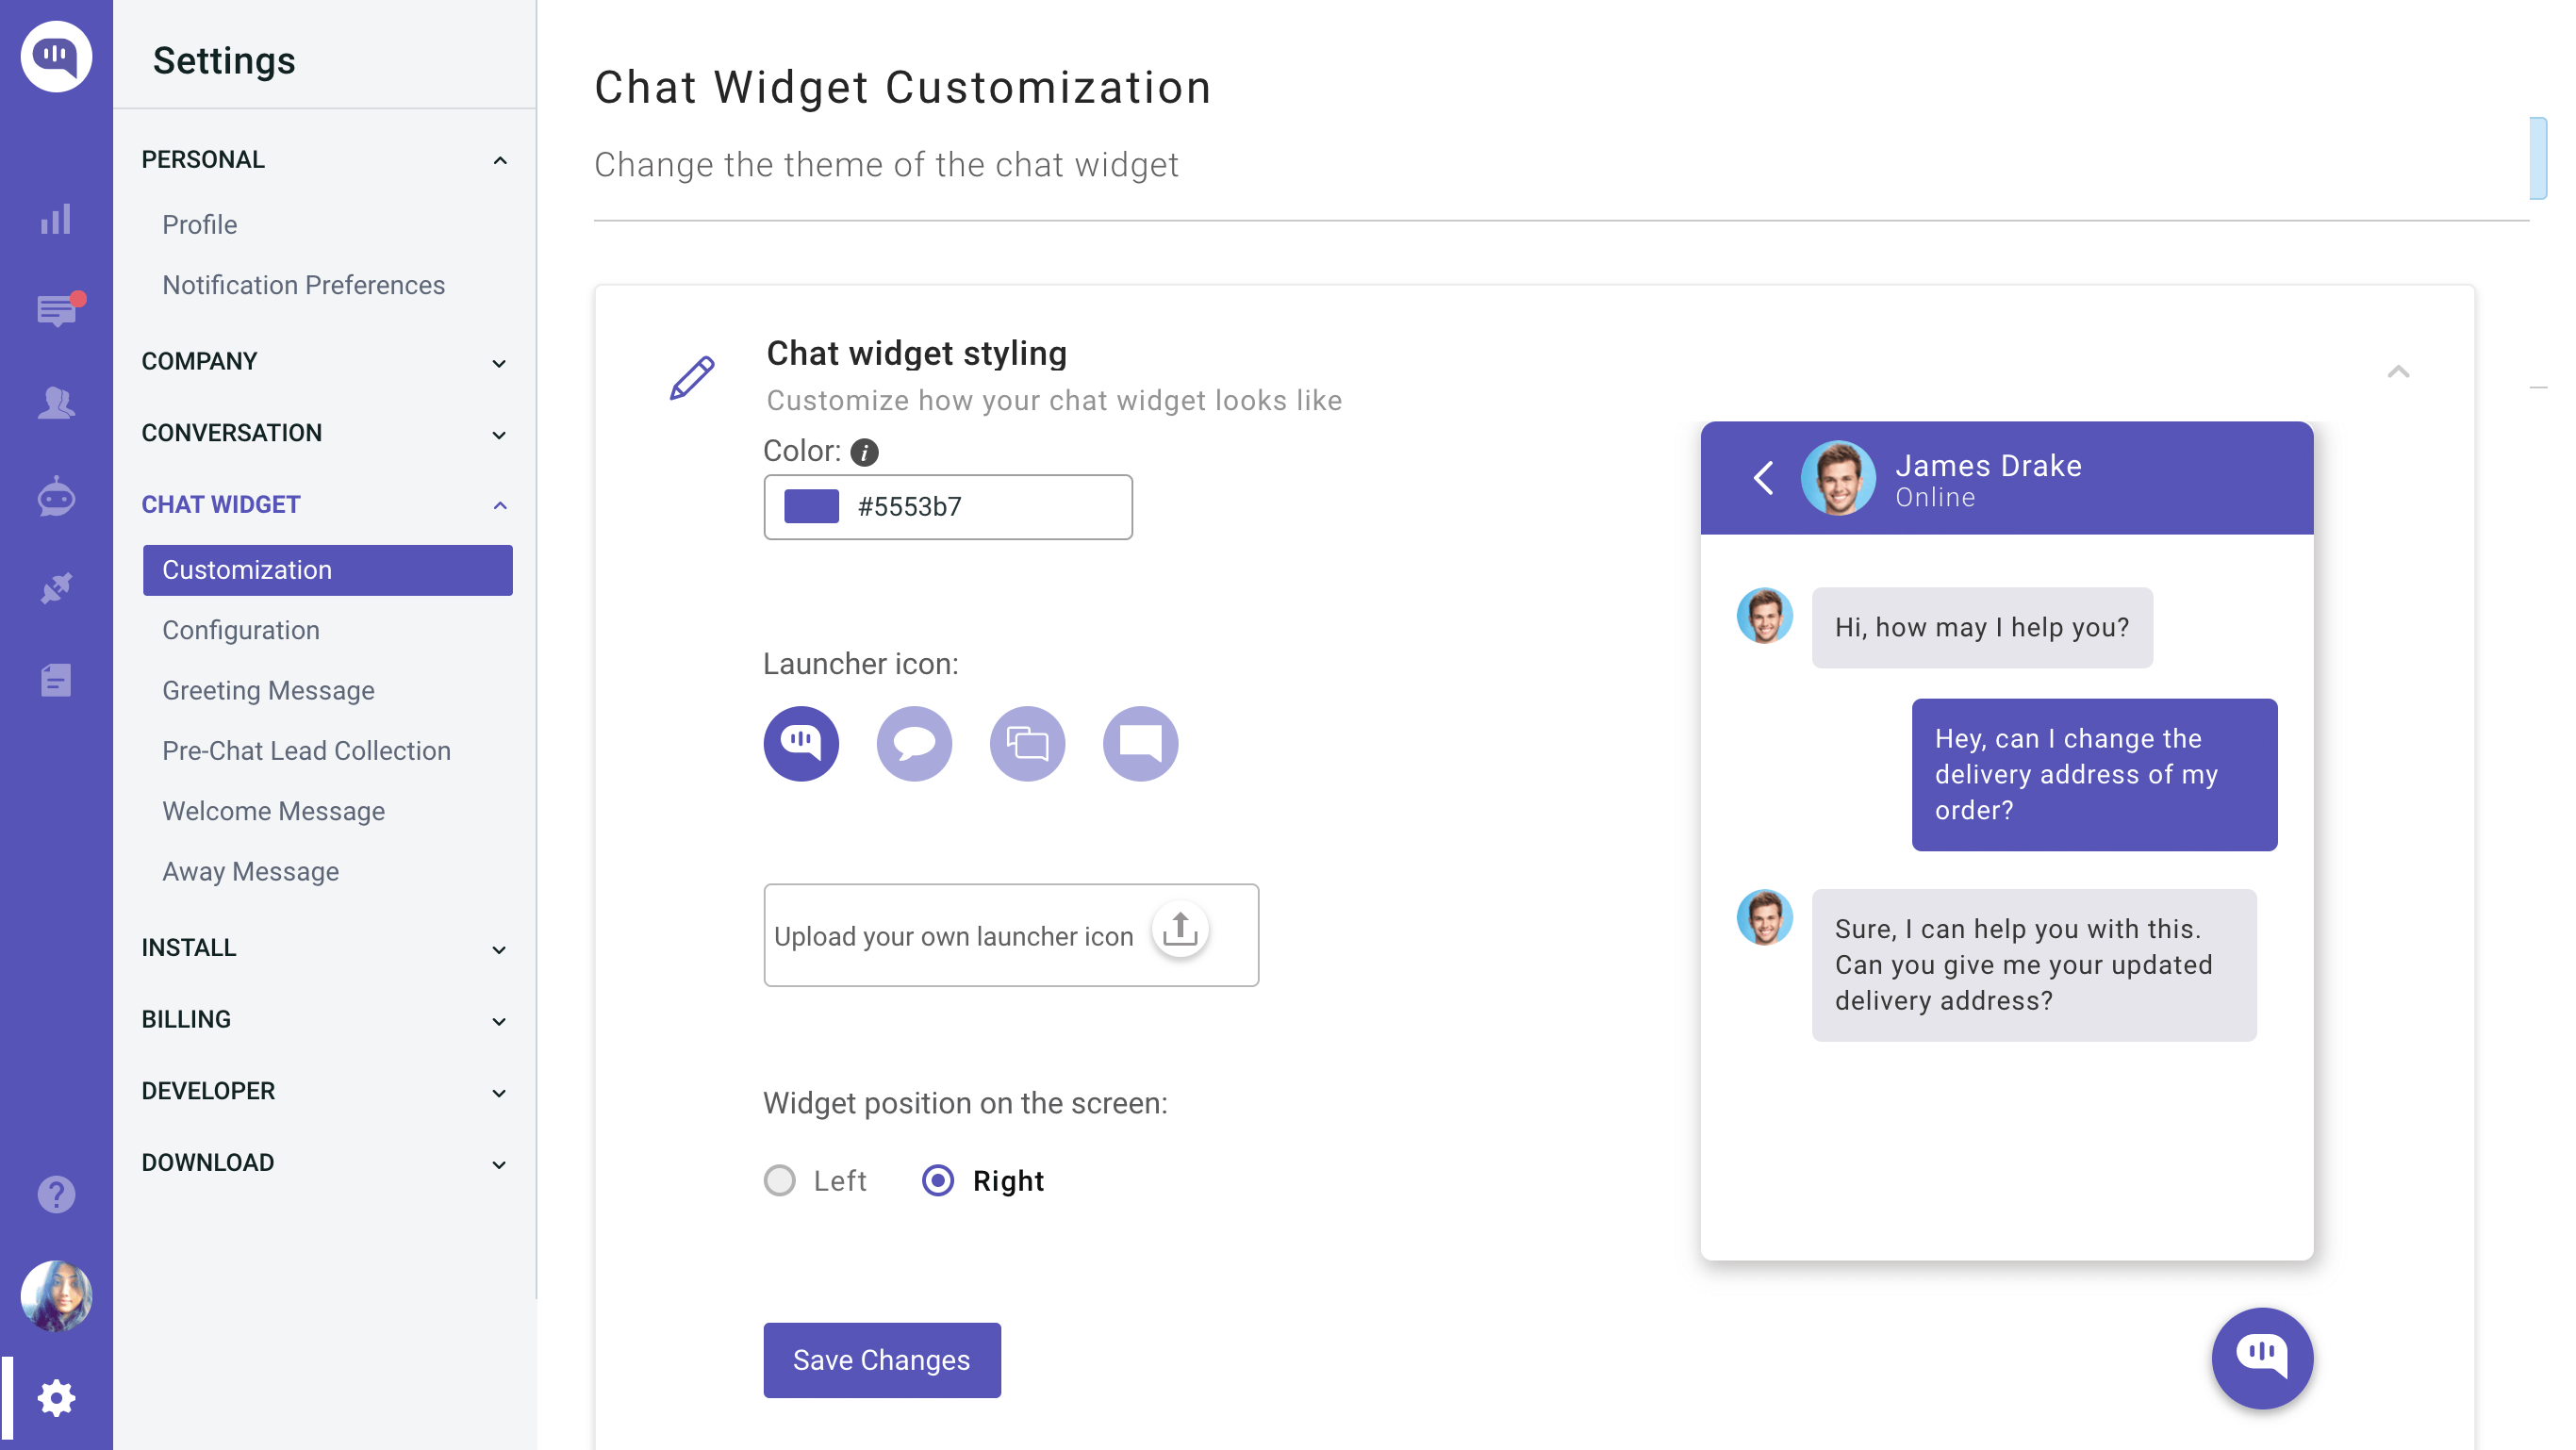 Settings
PERSONAL
Profile
Notification Preferences
COMPANY
CONVERSATION
CHAT WIDGET
Customization
Configuration
Greeting Message
Pre-Chat Lead Collection
Welcome Message
Away Message
INSTALL
BILLING
DEVELOPER
DOWNLOAD
Chat Widget Customization
Change the theme of the chat widget
Chat widget styling
Customize how your chat widget looks like
Color: i
#5553b7
Launcher icon:
Upload your own launcher icon
Widget position on the screen:
Left
Right
Save Changes
James Drake
Online
Hi, how may I help you?
Hey, can I change the
delivery address of my
order?
Sure, I can help you with this.
Can you give me your updated
delivery address?